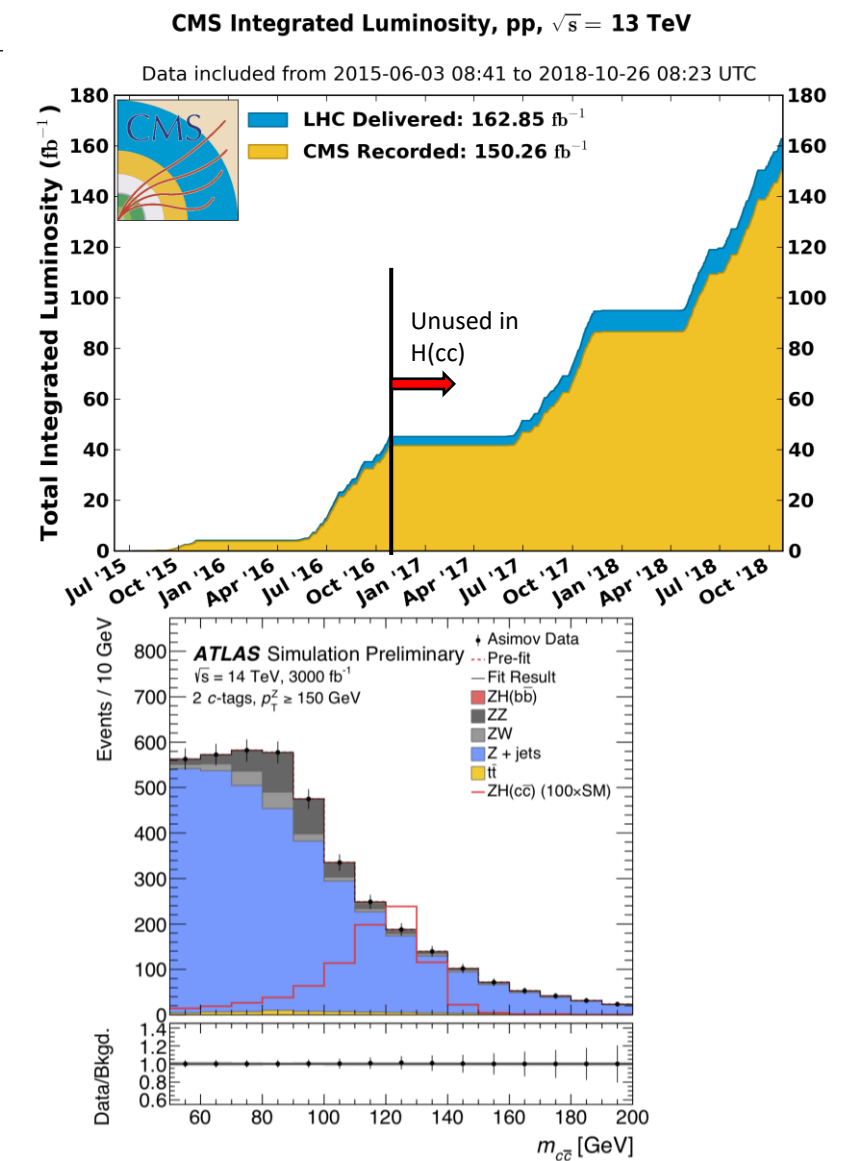 CMS Integrated Luminosity, pp, √s = 13 TeV
Data included from 2015-06-03 08:41 to 2018-10-26 08:23 UTC
Total Integrated Luminosity (fb⁻¹)
180
160
140
120
100
80
60
40
20
0
CMS
LHC Delivered: 162.85 fb⁻¹
CMS Recorded: 150.26 fb⁻¹
Unused in
H(cc)
180
160
140
120
100
80
60
40
20
0
Jul '15 Oct '15 Jan '16 Apr '16 Jul '16 Oct '16 Jan '17 Apr '17 Jul '17 Oct '17 Jan '18 Apr '18 Jul '18 Oct '18
Events / 10 GeV
800
700
600
500
400
300
200
100
0
ATLAS Simulation Preliminary
√s = 14 TeV, 3000 fb⁻¹
2 c-tags, p_T^Z ≥ 150 GeV
Asimov Data
Pre-fit
Fit Result
ZH(bb̅)
ZZ
ZW
Z + jets
tt̅
ZH(cc̅) (100×SM)
Data/Bkgd.
1.4
1.2
1.0
0.8
0.6
60 80 100 120 140 160 180 200
m_cc̅ [GeV]